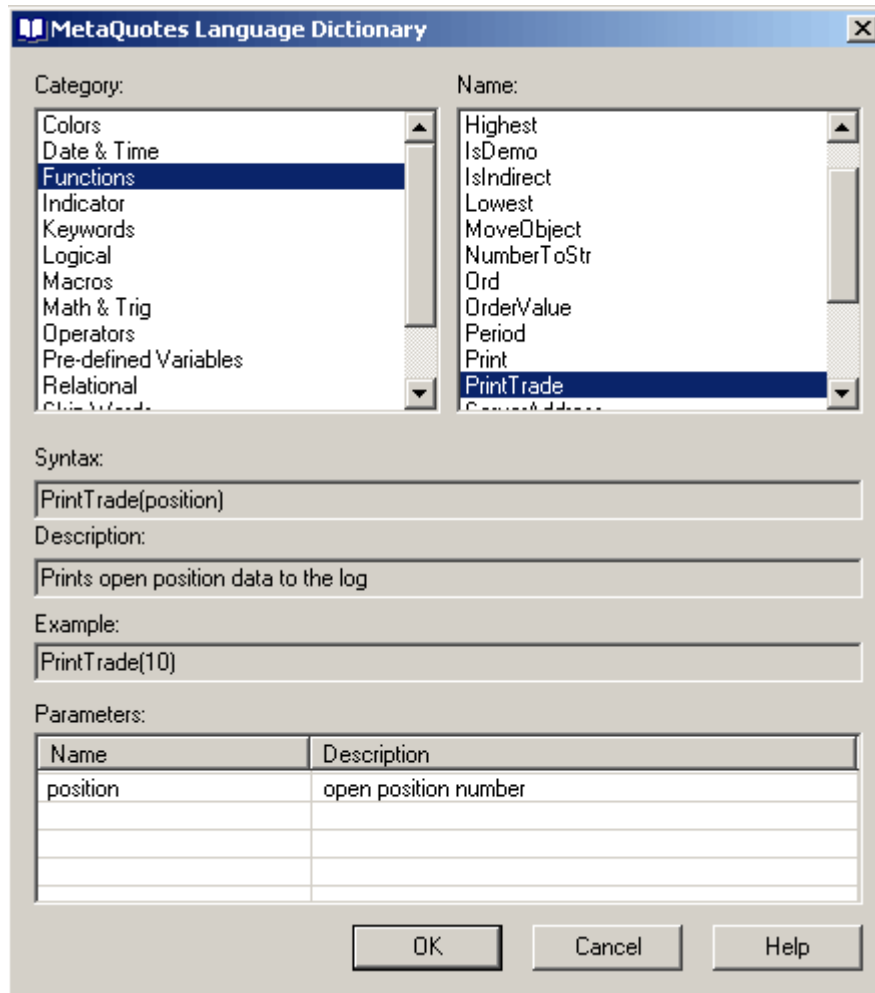 MetaQuotes Language Dictionary
Category:
Name:
Colors
Date & Time
Functions
Indicator
Keywords
Logical
Macros
Math & Trig
Operators
Pre-defined Variables
Relational
Highest
IsDemo
IsIndirect
Lowest
MoveObject
NumberToStr
Ord
OrderValue
Period
Print
PrintTrade
Syntax:
PrintTrade(position)
Description:
Prints open position data to the log
Example:
PrintTrade(10)
Parameters:
Name Description
position open position number
OK Cancel Help